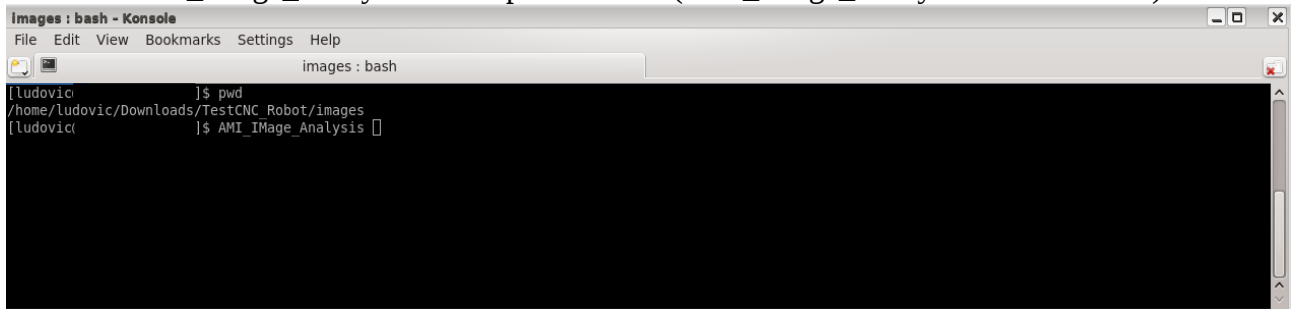 images : bash - Konsole
File Edit View Bookmarks Settings Help
images : bash
[ludovic ]$ pwd
/home/ludovic/Downloads/TestCNC_Robot/images
[ludovic( ]$ AMI_IMage_Analysis